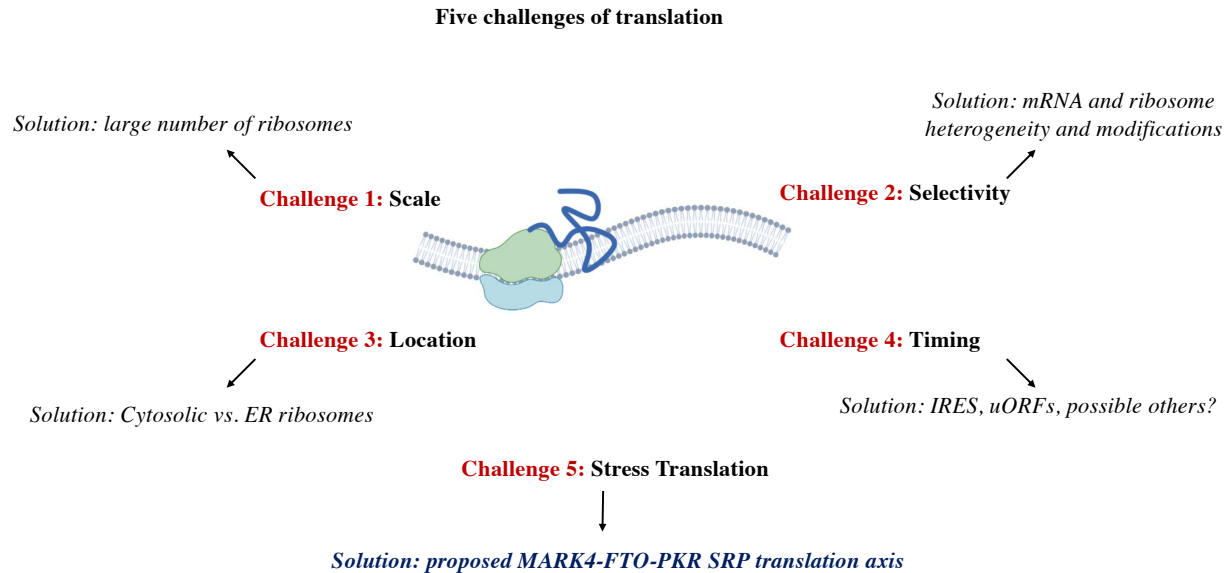 Five challenges of translation
Solution: large number of ribosomes
Solution: mRNA and ribosome
heterogeneity and modifications
Challenge 1: Scale
Challenge 2: Selectivity
Challenge 3: Location
Challenge 4: Timing
Solution: Cytosolic vs. ER ribosomes
Solution: IRES, uORFs, possible others?
Challenge 5: Stress Translation
Solution: proposed MARK4-FTO-PKR SRP translation axis